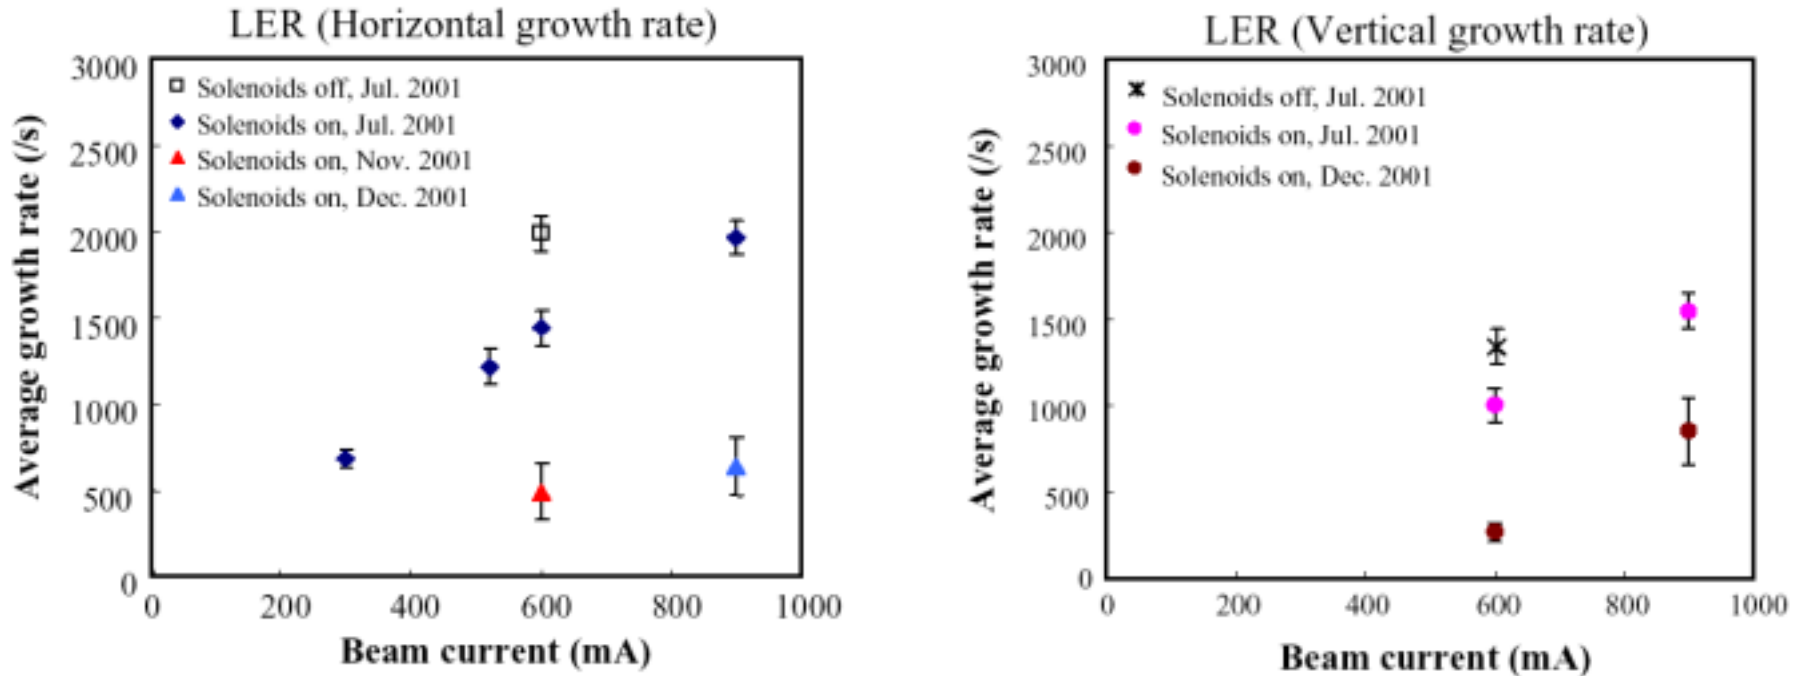 LER (Horizontal growth rate)
3000
2500
2000
1500
1000
500
0
Average growth rate (/s)
Solenoids off, Jul. 2001
Solenoids on, Jul. 2001
Solenoids on, Nov. 2001
Solenoids on, Dec. 2001
0 200 400 600 800 1000
Beam current (mA)
LER (Vertical growth rate)
3000
2500
2000
1500
1000
500
0
Average growth rate (/s)
Solenoids off, Jul. 2001
Solenoids on, Jul. 2001
Solenoids on, Dec. 2001
0 200 400 600 800 1000
Beam current (mA)